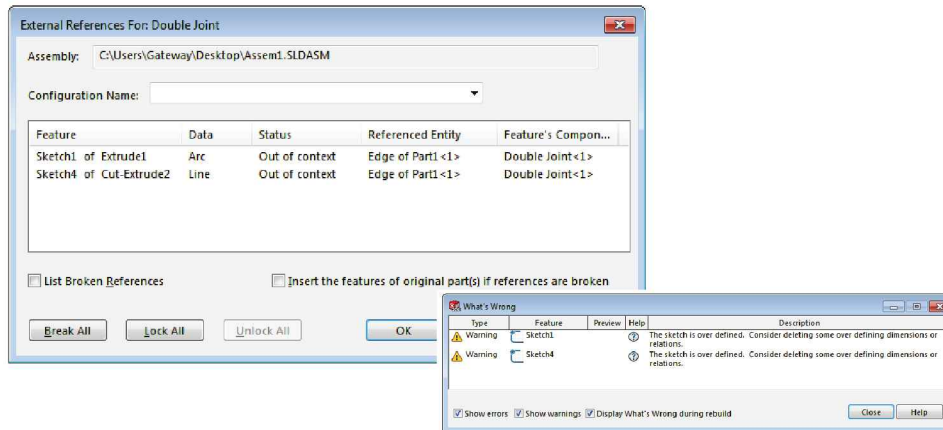 External References For: Double Joint
Assembly: C:\Users\Gateway\Desktop\Assem1.SLDASM
Configuration Name:
Feature Data Status Referenced Entity Feature's Compon...
Sketch1 of Extrude1 Arc Out of context Edge of Part1<1> Double Joint<1>
Sketch4 of Cut-Extrude2 Line Out of context Edge of Part1<1> Double Joint<1>
List Broken References Insert the features of original part(s) if references are broken
Break All Lock All Unlock All OK
What's Wrong
Type Feature Preview Help Description
Warning Sketch1 The sketch is over defined. Consider deleting some over defining dimensions or
relations.
Warning Sketch4 The sketch is over defined. Consider deleting some over defining dimensions or
relations.
Show errors Show warnings Display What's Wrong during rebuild Close Help